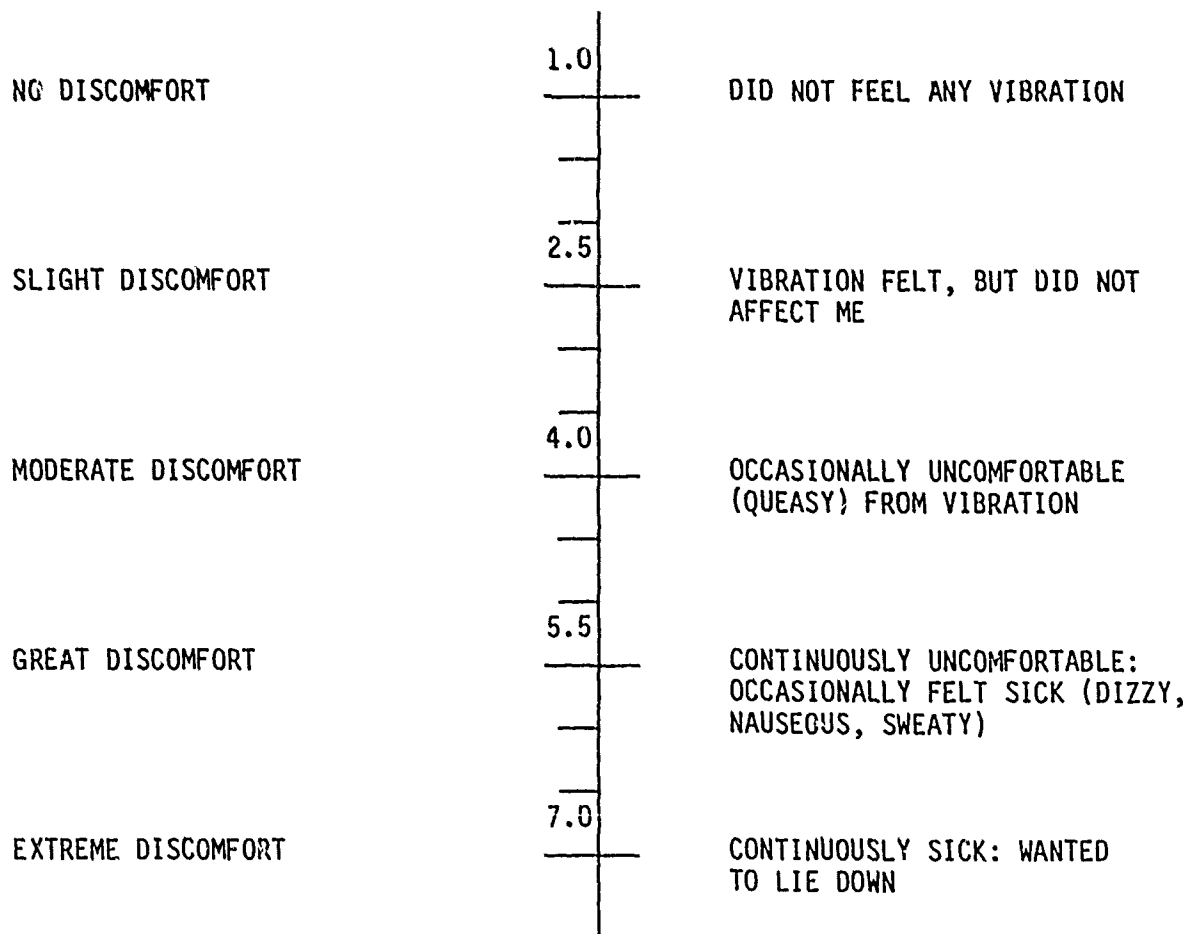 1.0
NO DISCOMFORT DID NOT FEEL ANY VIBRATION
2.5
SLIGHT DISCOMFORT VIBRATION FELT, BUT DID NOT
AFFECT ME
4.0
MODERATE DISCOMFORT OCCASIONALLY UNCOMFORTABLE
(QUEASY) FROM VIBRATION
5.5
GREAT DISCOMFORT CONTINUOUSLY UNCOMFORTABLE:
OCCASIONALLY FELT SICK (DIZZY,
NAUSEOUS, SWEATY)
7.0
EXTREME DISCOMFORT CONTINUOUSLY SICK: WANTED
TO LIE DOWN